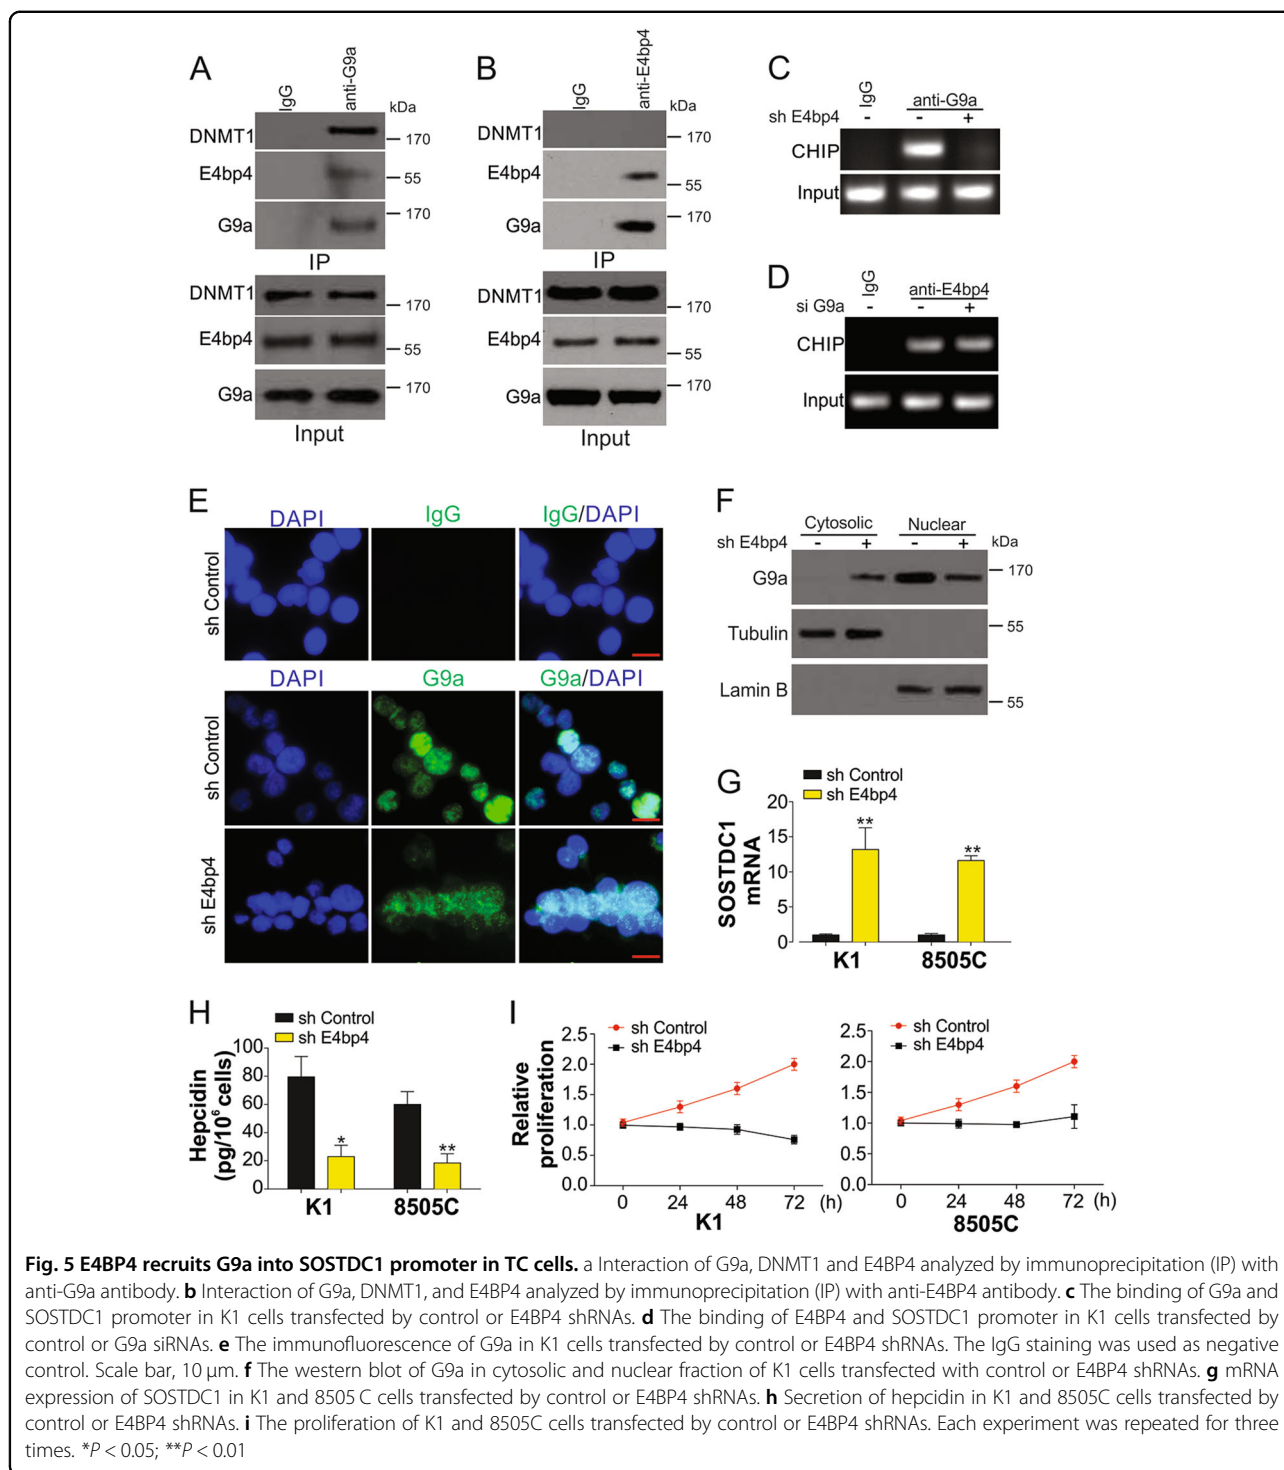 A
IgG
anti-G9a
kDa
DNMT1
170
E4bp4
55
170
G9a
IP
DNMT1
170
E4bp4
55
170
G9a
Input
B
IgG
anti-E4bp4
kDa
DNMT1
170
E4bp4
55
170
G9a
IP
DNMT1
170
E4bp4
55
170
G9a
Input
C
IgG
anti-G9a
sh E4bp4 - - +
CHIP
Input
D
IgG
anti-E4bp4
si G9a - - +
CHIP
Input
E
DAPI IgG IgG/DAPI
sh Control
DAPI G9a G9a/DAPI
sh Control
sh E4bp4
F
Cytosolic Nuclear
sh E4bp4 - + - + kDa
G9a 170
Tubulin 55
Lamin B 55
G
sh Control
sh E4bp4
SOSTDC1
mRNA
20
15
10
5
0
**
**
K1 8505C
H
sh Control
sh E4bp4
Hepcidin
(pg/10⁶ cells)
100
80
60
40
20
0
*
**
K1 8505C
I
Relative
proliferation
sh Control
sh E4bp4
2.5
2.0
1.5
1.0
0.5
0.0
0 24 48 72 (h)
K1
sh Control
sh E4bp4
2.5
2.0
1.5
1.0
0.5
0.0
0 24 48 72 (h)
8505C
Fig. 5 E4BP4 recruits G9a into SOSTDC1 promoter in TC cells. a Interaction of G9a, DNMT1 and E4BP4 analyzed by immunoprecipitation (IP) with
anti-G9a antibody. b Interaction of G9a, DNMT1, and E4BP4 analyzed by immunoprecipitation (IP) with anti-E4BP4 antibody. c The binding of G9a and
SOSTDC1 promoter in K1 cells transfected by control or E4BP4 shRNAs. d The binding of E4BP4 and SOSTDC1 promoter in K1 cells transfected by
control or G9a siRNAs. e The immunofluorescence of G9a in K1 cells transfected by control or E4BP4 shRNAs. The IgG staining was used as negative
control. Scale bar, 10 μm. f The western blot of G9a in cytosolic and nuclear fraction of K1 cells transfected with control or E4BP4 shRNAs. g mRNA
expression of SOSTDC1 in K1 and 8505 C cells transfected by control or E4BP4 shRNAs. h Secretion of hepcidin in K1 and 8505C cells transfected by
control or E4BP4 shRNAs. i The proliferation of K1 and 8505C cells transfected by control or E4BP4 shRNAs. Each experiment was repeated for three
times. *P < 0.05; **P < 0.01